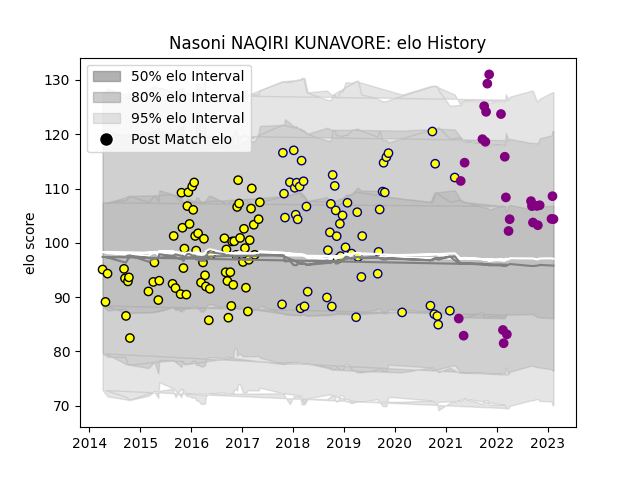 Nasoni NAQIRI KUNAVORE: elo History
50% elo Interval
80% elo Interval
95% elo Interval
Post Match elo
elo score
130
120
110
100
90
80
70
2014 2015 2016 2017 2018 2019 2020 2021 2022 2023